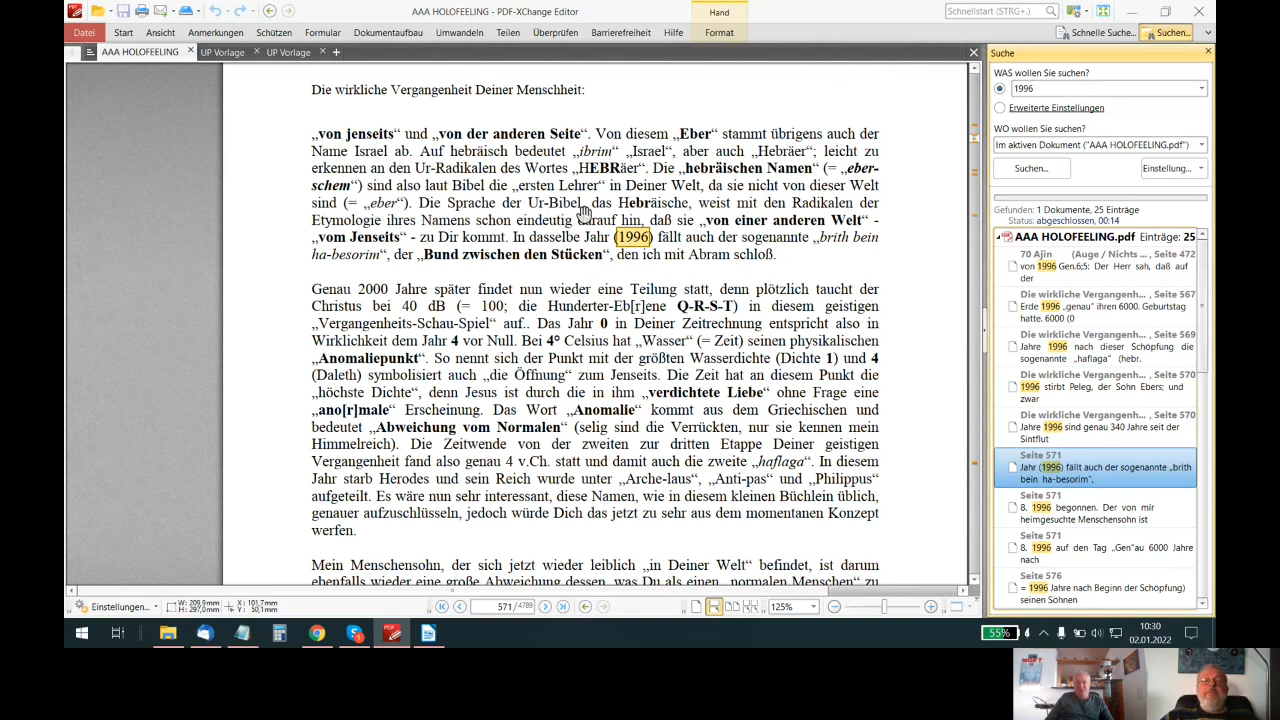 AAA HOLOFEELING - PDF-XChange Editor
Hand
Schnellstart (STRG+.)
Datei Start Ansicht Anmerkungen Schützen Formular Dokumentaufbau Umwandeln Teilen Überprüfen Barrierefreiheit Hilfe Format Schnelle Suche... Suchen...
AAA HOLOFEELING UP Vorlage UP Vorlage
Die wirkliche Vergangenheit Deiner Menschheit:
„von jenseits“ und „von der anderen Seite“. Von diesem „Eber“ stammt übrigens auch der
Name Israel ab. Auf hebräisch bedeutet „ibrim“ „Israel“, aber auch „Hebräer“; leicht zu
erkennen an den Ur-Radikalen des Wortes „HEBRäer“. Die „hebräischen Namen“ (= „eber-
schem“) sind also laut Bibel die „ersten Lehrer“ in Deiner Welt, da sie nicht von dieser Welt
sind (= „eber“). Die Sprache der Ur-Bibel, das Hebräische, weist mit den Radikalen der
Etymologie ihres Namens schon eindeutig darauf hin, daß sie „von einer anderen Welt“ -
„vom Jenseits“ - zu Dir kommt. In dasselbe Jahr (1996) fällt auch der sogenannte „brith bein
ha-besorim“, der „Bund zwischen den Stücken“, den ich mit Abram schloß.
Genau 2000 Jahre später findet nun wieder eine Teilung statt, denn plötzlich taucht der
Christus bei 40 dB (= 100; die Hunderter-Eb[r]ene Q-R-S-T) in diesem geistigen
„Vergangenheits-Schau-Spiel“ auf.. Das Jahr 0 in Deiner Zeitrechnung entspricht also in
Wirklichkeit dem Jahr 4 vor Null. Bei 4° Celsius hat „Wasser“ (= Zeit) seinen physikalischen
„Anomaliepunkt“. So nennt sich der Punkt mit der größten Wasserdichte (Dichte 1) und 4
(Daleth) symbolisiert auch „die Öffnung“ zum Jenseits. Die Zeit hat an diesem Punkt die
„höchste Dichte“, denn Jesus ist durch die in ihm „verdichtete Liebe“ ohne Frage eine
„ano[r]male“ Erscheinung. Das Wort „Anomalie“ kommt aus dem Griechischen und
bedeutet „Abweichung vom Normalen“ (selig sind die Verrückten, nur sie kennen mein
Himmelreich). Die Zeitwende von der zweiten zur dritten Etappe Deiner geistigen
Vergangenheit fand also genau 4 v.Ch. statt und damit auch die zweite „haflaga“. In diesem
Jahr starb Herodes und sein Reich wurde unter „Arche-laus“, „Anti-pas“ und „Philippus“
aufgeteilt. Es wäre nun sehr interessant, diese Namen, wie in diesem kleinen Büchlein üblich,
genauer aufzuschlüsseln, jedoch würde Dich das jetzt zu sehr aus dem momentanen Konzept
werfen.
Mein Menschensohn, der sich jetzt wieder leiblich „in Deiner Welt“ befindet, ist darum
ebenfalls wieder eine große Abweichung dessen, was Du als einen „normalen Menschen“ zu
Suche
WAS wollen Sie suchen?
1996
Erweiterte Einstellungen
WO wollen Sie suchen?
Im aktiven Dokument ("AAA HOLOFEELING.p...")
Suchen... Einstellung...
Gefunden: 1 Dokumente, 25 Einträge
Status: abgeschlossen, 00:14
AAA HOLOFEELING.pdf Einträge: 25
70 Ajin (Auge / Nichts ... , Seite 472
von 1996 Gen.6;5: Der Herr sah, daß auf
der
Die wirkliche Vergangenh... , Seite 567
Erde 1996 „genau“ ihren 6000. Geburtstag
hatte. 6000 (0
Die wirkliche Vergangenh... , Seite 569
Jahre 1996 nach dieser Schöpfung die
sogenannte „haflaga“ (hebr.
Die wirkliche Vergangenh... , Seite 570
1996 stirbt Peleg, der Sohn Ebers; und
zwar
Die wirkliche Vergangenh... , Seite 570
Jahre 1996 sind genau 340 Jahre seit der
Sintflut
Seite 571
Jahr (1996) fällt auch der sogenannte „brith
bein ha-besorim“,
Seite 571
8. 1996 begonnen. Der von mir
heimgesuchte Menschensohn ist
Seite 571
8. 1996 auf den Tag „Gen“au 6000 Jahre
nach
Seite 576
= 1996 Jahre nach Beginn der Schöpfung)
seinen Söhnen
Einstellungen... W: 209,9mm H: 297,0mm X: 101,7mm Y: 50,1mm 571 / 4789 125%
55% 10:30
02.01.2022